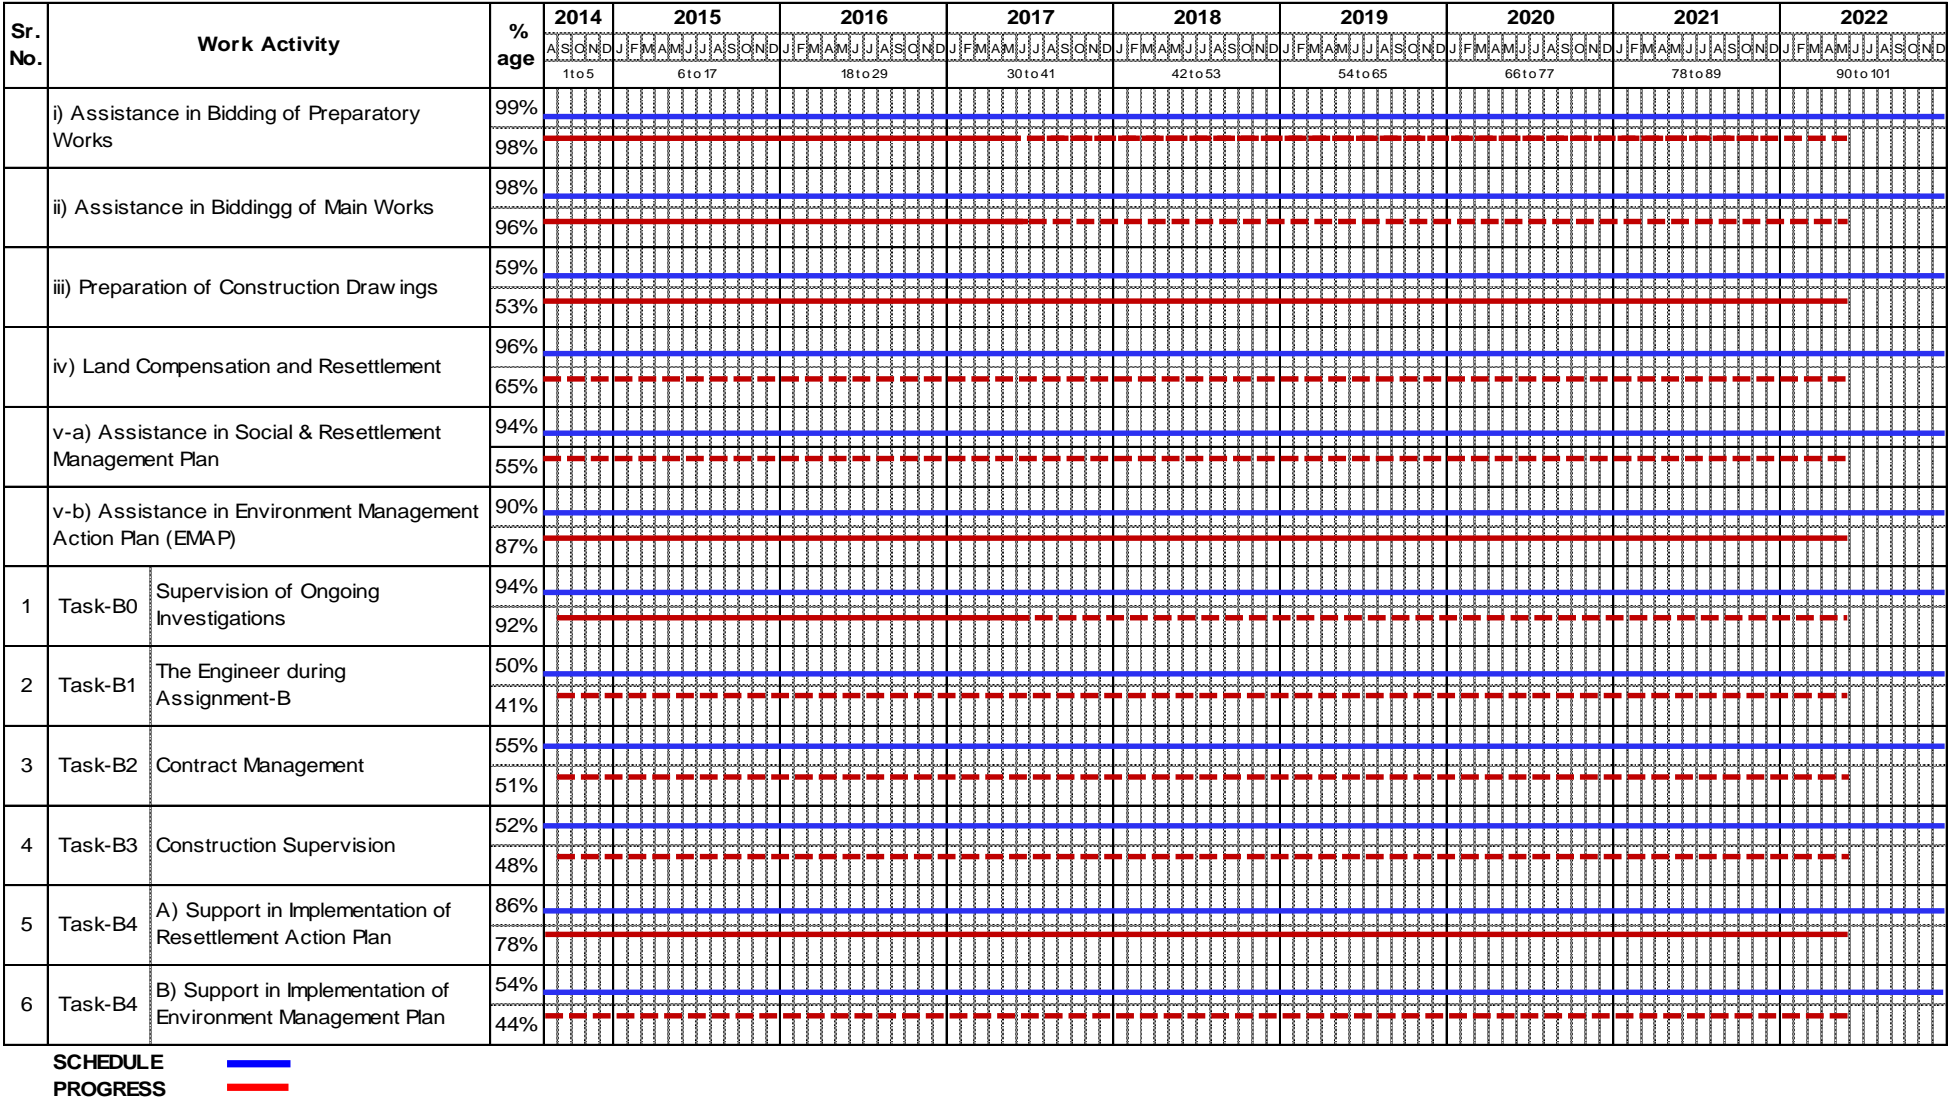 Sr. No.
Work Activity
% age
2014 2015 2016 2017 2018 2019 2020 2021 2022
A S O N D J F M A M J J A S O N D J F M A M J J A S O N D J F M A M J J A S O N D J F M A M J J A S O N D J F M A M J J A S O N D J F M A M J J A S O N D J F M A M J J A S O N D J F M A M J J A S O N D
1 to 5 6 to 17 18 to 29 30 to 41 42 to 53 54 to 65 66 to 77 78 to 89 90 to 101
i) Assistance in Bidding of Preparatory
Works
99%
98%
ii) Assistance in Biddingg of Main Works
98%
96%
iii) Preparation of Construction Drawings
59%
53%
iv) Land Compensation and Resettlement
96%
65%
v-a) Assistance in Social & Resettlement
Management Plan
94%
55%
v-b) Assistance in Environment Management
Action Plan (EMAP)
90%
87%
1 Task-B0 Supervision of Ongoing
Investigations
94%
92%
2 Task-B1 The Engineer during
Assignment-B
50%
41%
3 Task-B2 Contract Management
55%
51%
4 Task-B3 Construction Supervision
52%
48%
5 Task-B4 A) Support in Implementation of
Resettlement Action Plan
86%
78%
6 Task-B4 B) Support in Implementation of
Environment Management Plan
54%
44%
SCHEDULE
PROGRESS